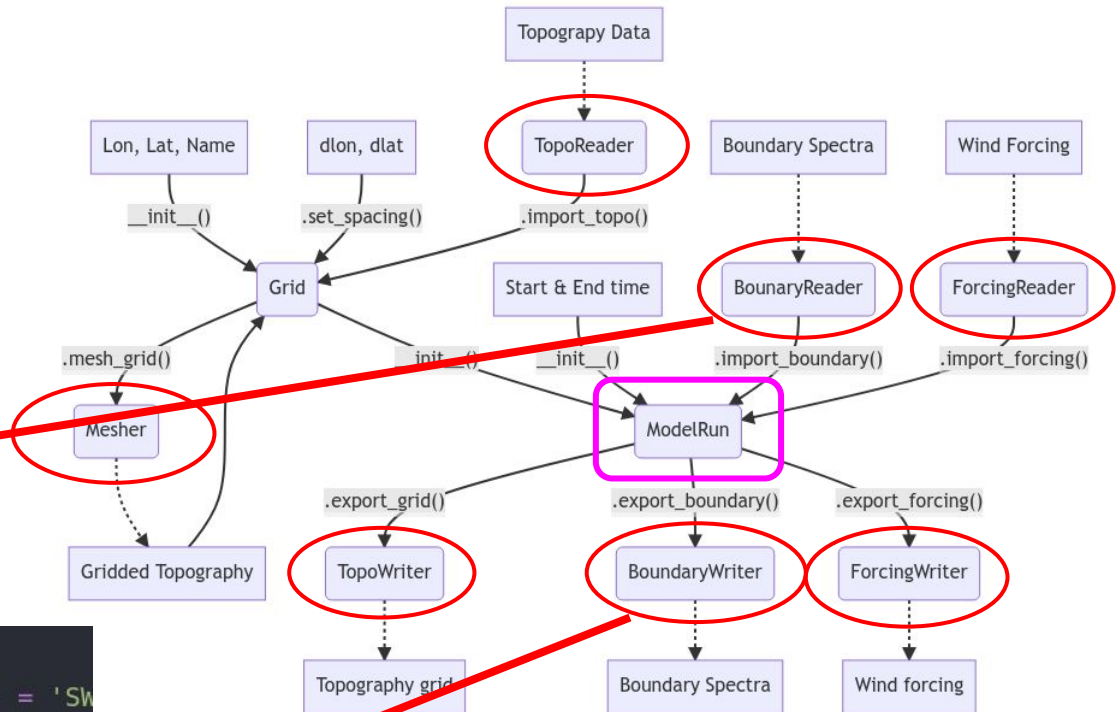 Topograpy Data
Lon, Lat, Name
dlon, dlat
TopoReader
Boundary Spectra
Wind Forcing
__init__()
.set_spacing()
.import_topo()
Grid
Start & End time
BounaryReader
ForcingReader
.mesh_grid()
__init__()
__init__()
.import_boundary()
.import_forcing()
Mesher
ModelRun
.export_grid()
.export_boundary()
.export_forcing()
Gridded Topography
TopoWriter
BoundaryWriter
ForcingWriter
Topography grid
Boundary Spectra
Wind forcing
= 'SW